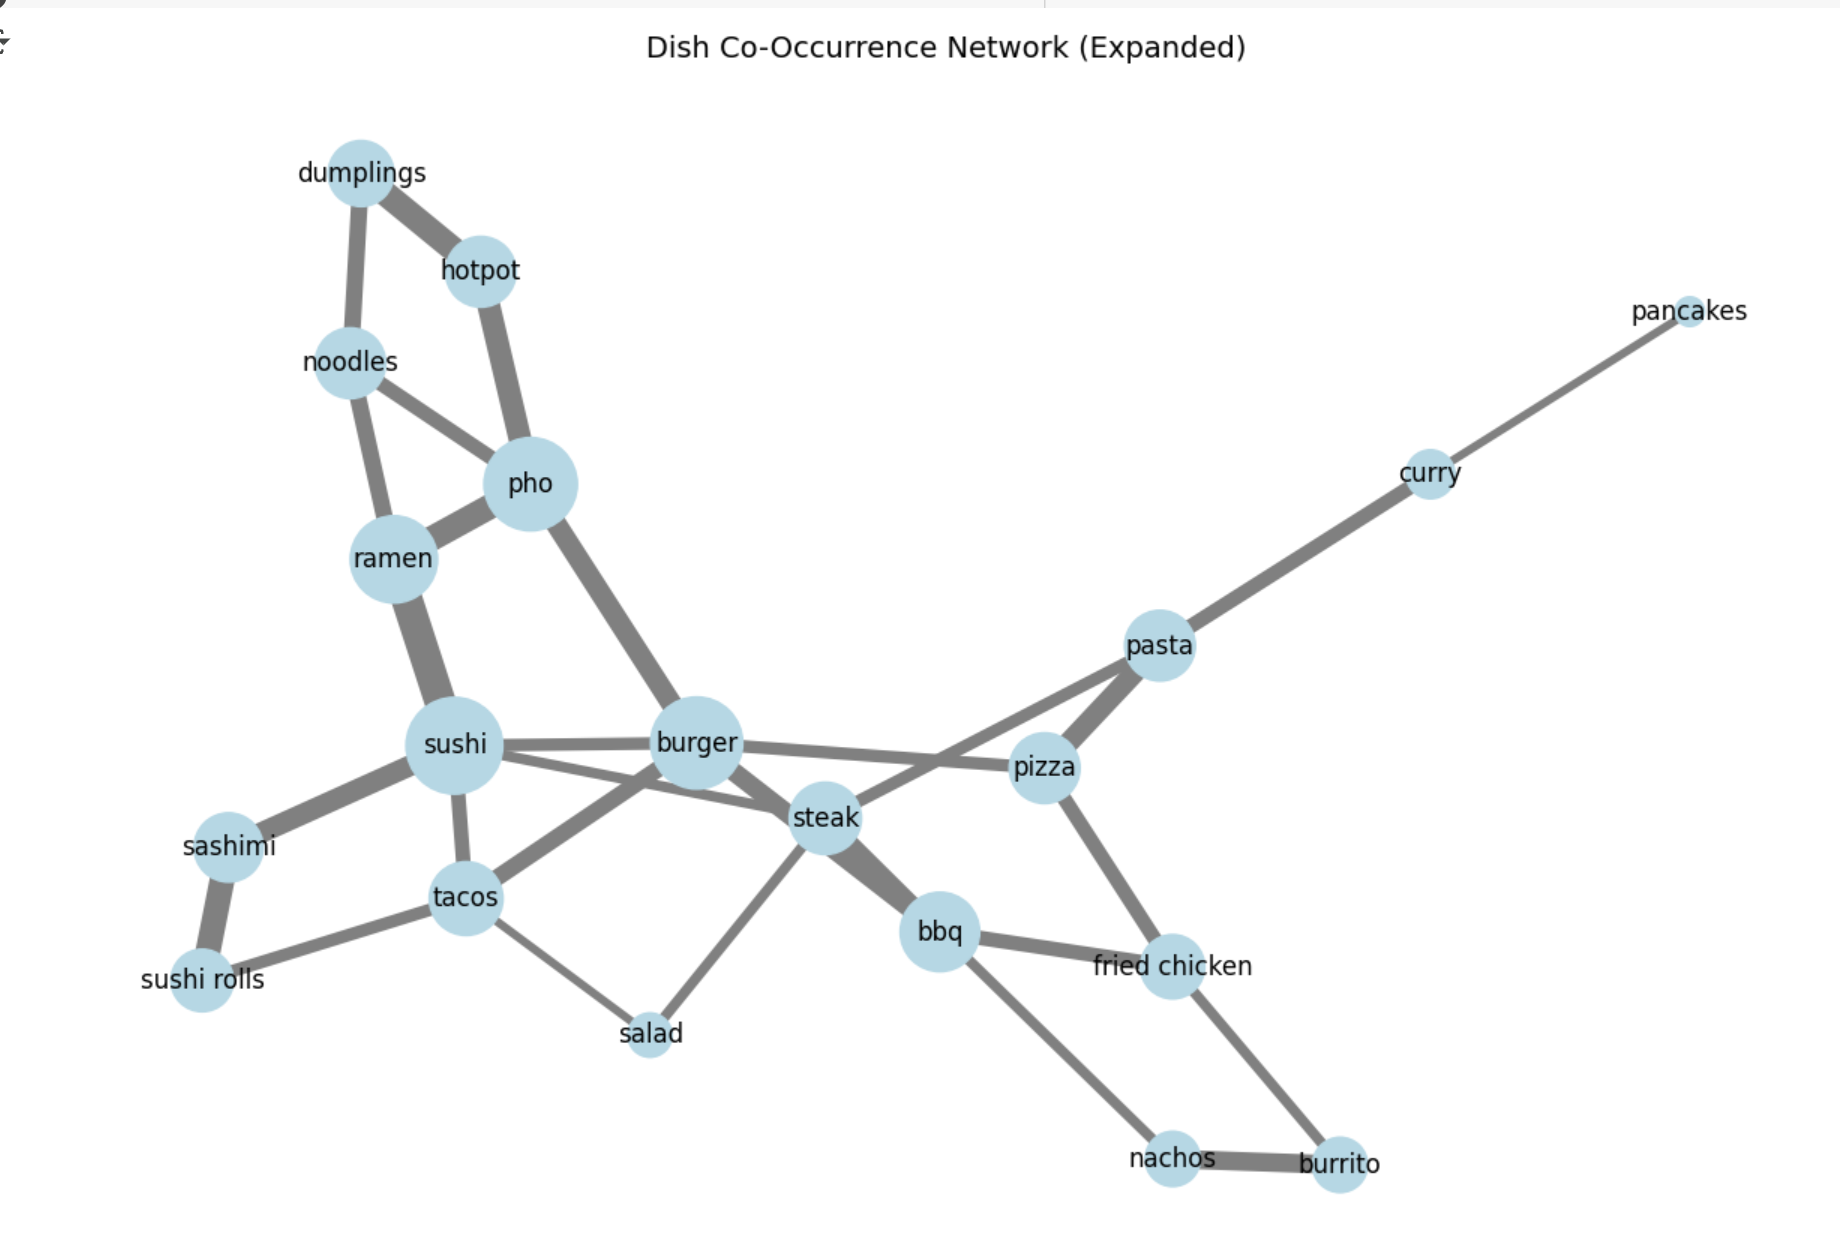 Dish Co-Occurrence Network (Expanded)
dumplings
hotpot
pancakes
noodles
curry
pho
ramen
pasta
sushi
burger
pizza
steak
sashimi
tacos
bbq
fried chicken
sushi rolls
salad
nachos
burrito